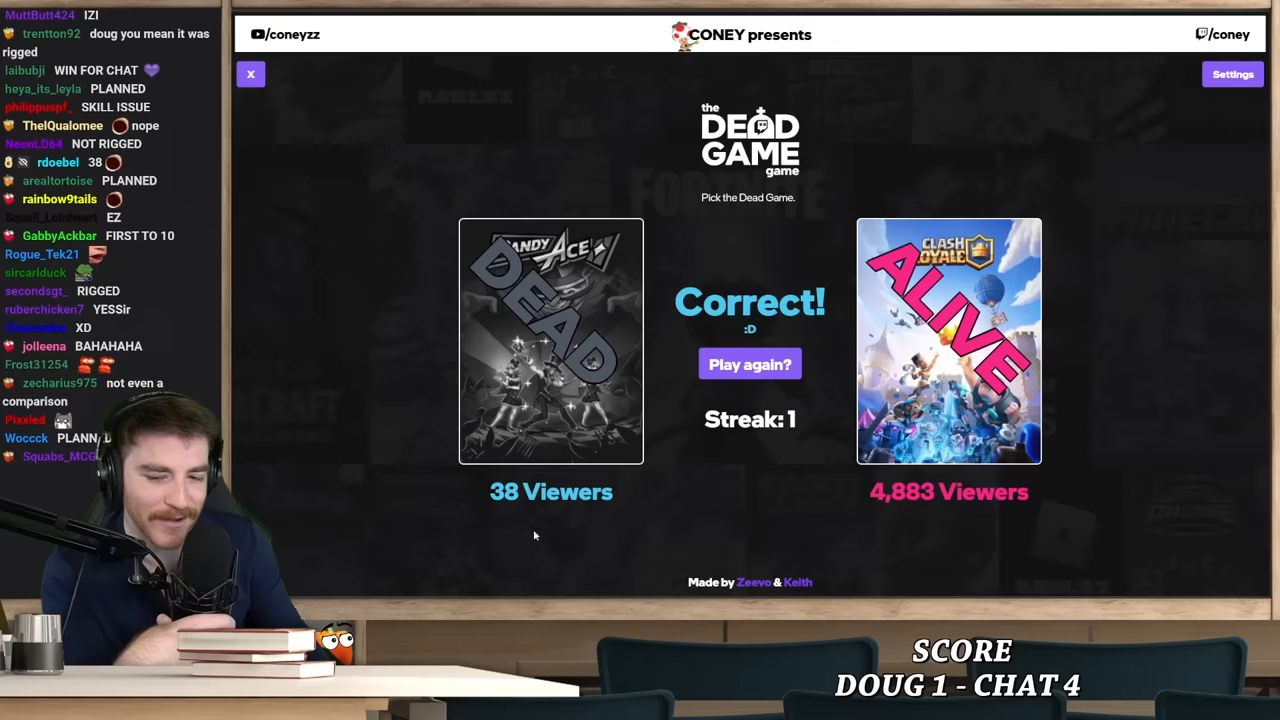 MuttButt424 IZI
trentton92 doug you mean it was
rigged
laibubji WIN FOR CHAT
heya_its_leyla PLANNED
philippuspf_ SKILL ISSUE
TheIQualomee nope
NeonLD64 NOT RIGGED
rdoebel 38
arealtortoise PLANNED
rainbow9tails
Squall_Loinheart EZ
GabbyAckbar FIRST TO 10
Rogue_Tek21
sircarlduck
secondsgt_ RIGGED
ruberchicken7 YESSir
XD
jolleena BAHAHAHA
Frost31254
zecharius975 not even a
comparison
Pixxled
Woccck PLANN
Squabs_MCG
/coneyzz
CONEY presents
/coney
X
Settings
the
DEAD
GAME
game
Pick the Dead Game.
DEAD
38 Viewers
Correct!
:D
Play again?
Streak: 1
CLASH
ROYALE
ALIVE
4,883 Viewers
Made by Zeevo & Keith
SCORE
DOUG 1 - CHAT 4